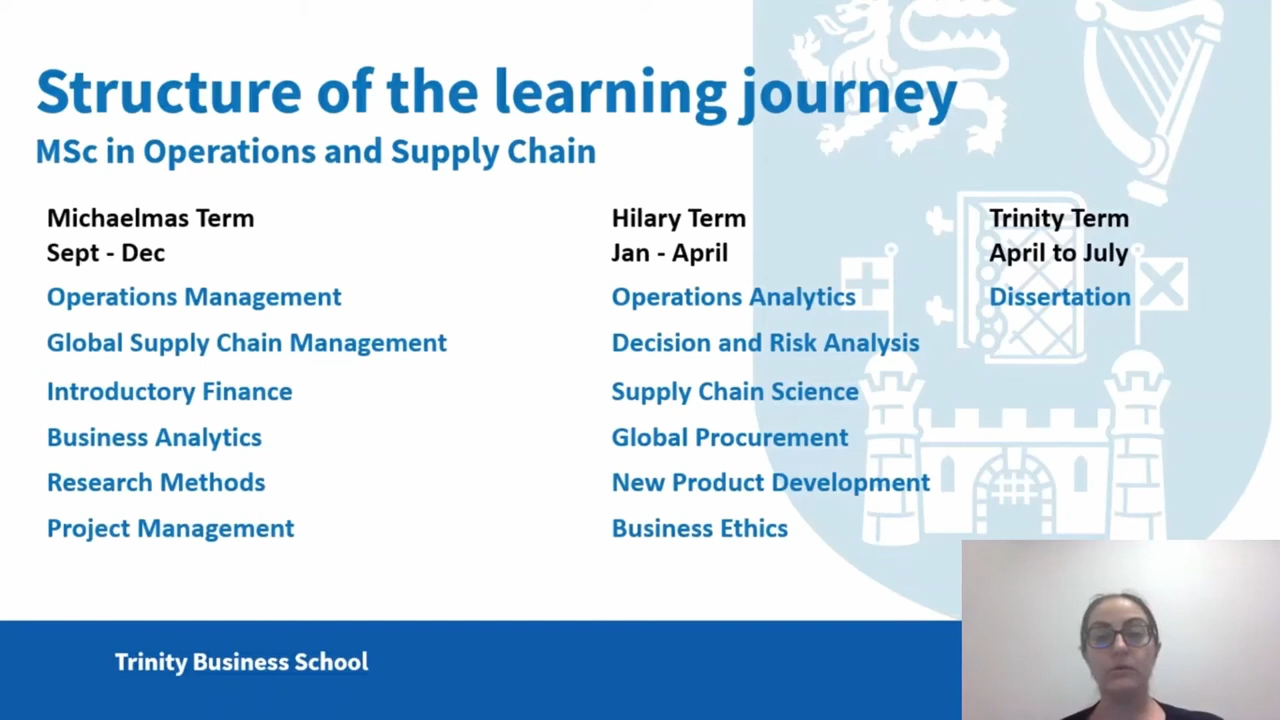 Structure of the learning journey
MSc in Operations and Supply Chain
Michaelmas Term
Sept - Dec
Operations Management
Global Supply Chain Management
Introductory Finance
Business Analytics
Research Methods
Project Management
Hilary Term
Jan - April
Operations Analytics
Decision and Risk Analysis
Supply Chain Science
Global Procurement
New Product Development
Business Ethics
Trinity Term
April to July
Dissertation
Trinity Business School